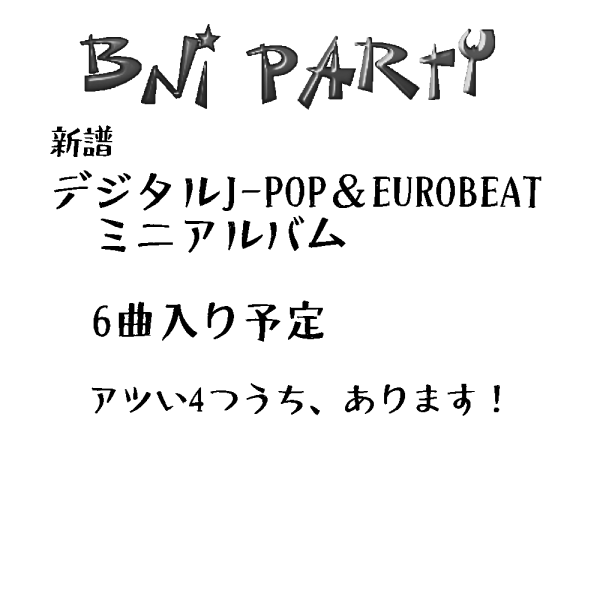 BNi PARTY
新譜
デジタルJ-POP＆EUROBEAT
ミニアルバム
6曲入り予定
アツい4つうち、あります！